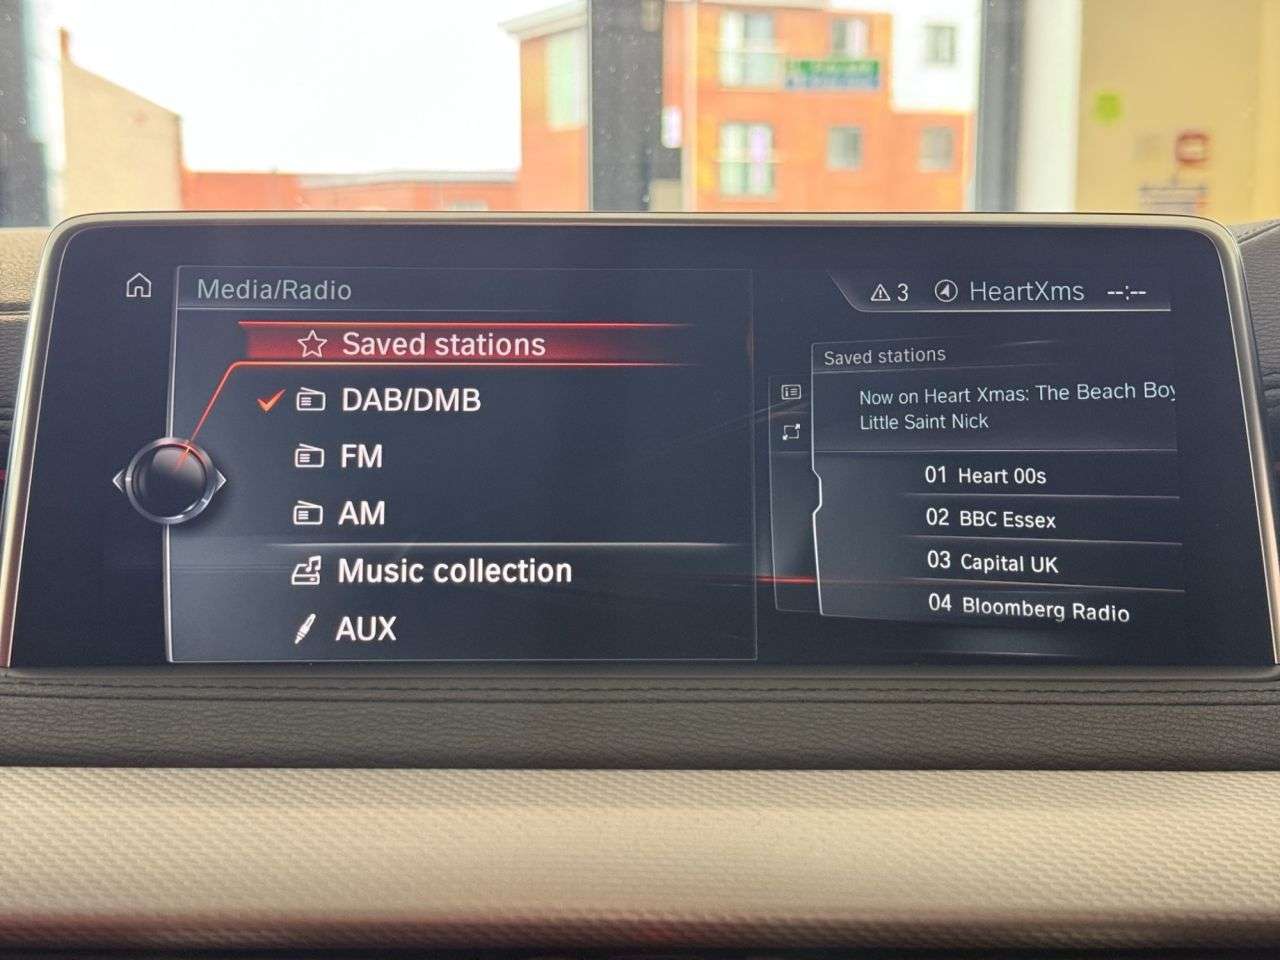 Media/Radio
3 HeartXms --:--
Saved stations
DAB/DMB
FM
AM
Music collection
AUX
Saved stations
Now on Heart Xmas: The Beach Boy
Little Saint Nick
01 Heart 00s
02 BBC Essex
03 Capital UK
04 Bloomberg Radio